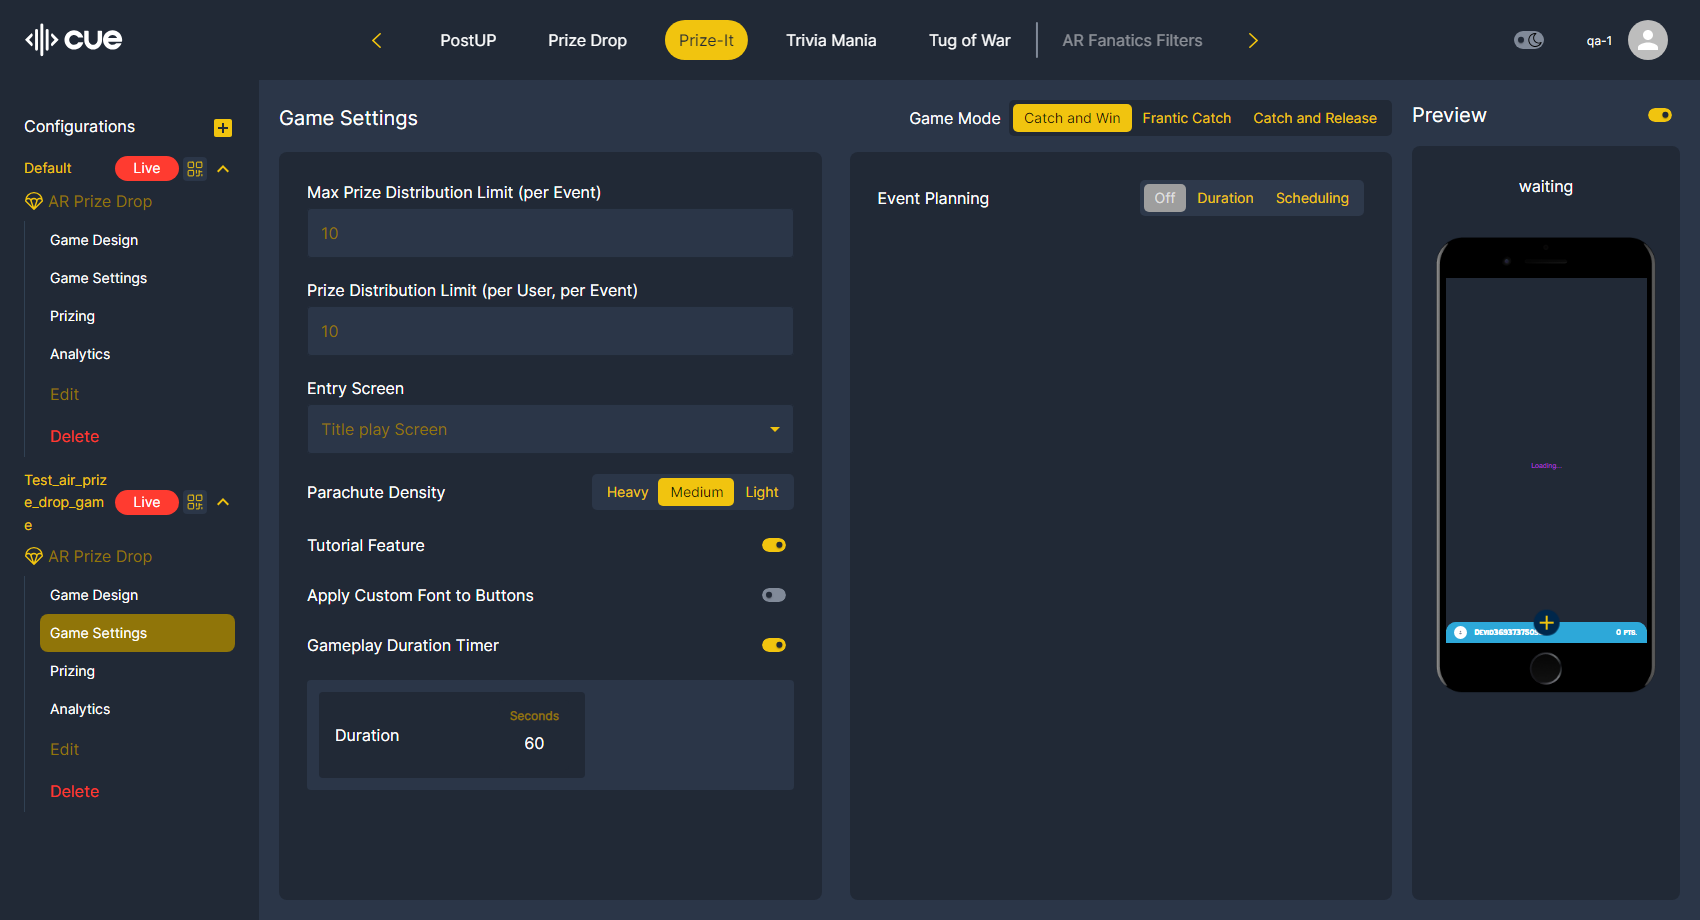 cue
PostUP
Prize Drop
Prize-It
Trivia Mania
Tug of War
AR Fanatics Filters
qa-1
Configurations
Default
Live
AR Prize Drop
Game Design
Game Settings
Prizing
Analytics
Edit
Delete
Test_air_priz
e_drop_gam
e
Live
AR Prize Drop
Game Design
Game Settings
Prizing
Analytics
Edit
Delete
Game Settings
Game Mode
Catch and Win
Frantic Catch
Catch and Release
Max Prize Distribution Limit (per Event)
10
Prize Distribution Limit (per User, per Event)
10
Entry Screen
Title play Screen
Parachute Density
Heavy
Medium
Light
Tutorial Feature
Apply Custom Font to Buttons
Gameplay Duration Timer
Duration
Seconds
60
Event Planning
Off
Duration
Scheduling
Preview
waiting
Loading...
0 PTS.